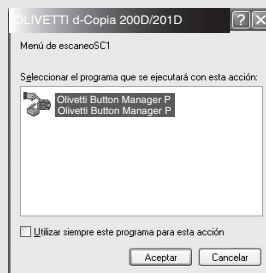 OLIVETTI d-Copia 200D/201D
Menú de escaneoSC1
Seleccionar el programa que se ejecutará con esta acción:
Olivetti Button Manager P
Olivetti Button Manager P
Utilizar siempre este programa para esta acción
Aceptar
Cancelar